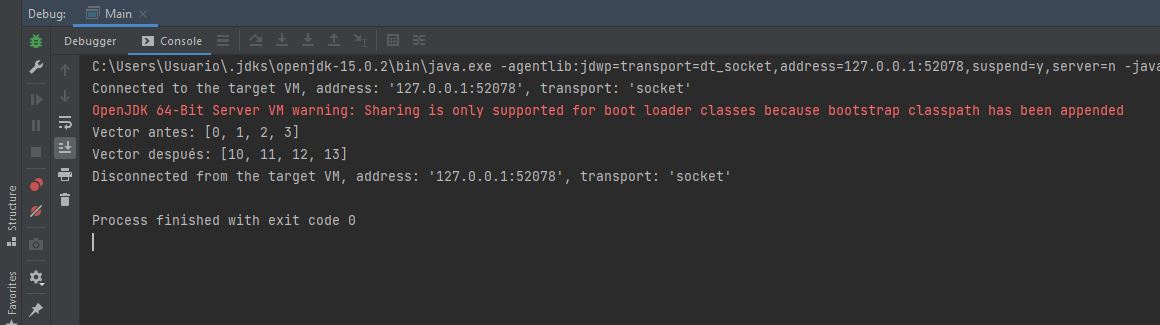 Debug: Main
Debugger Console
C:\Users\Usuario\.jdks\openjdk-15.0.2\bin\java.exe -agentlib:jdwp=transport=dt_socket,address=127.0.0.1:52078,suspend=y,server=n -java
Connected to the target VM, address: '127.0.0.1:52078', transport: 'socket'
OpenJDK 64-Bit Server VM warning: Sharing is only supported for boot loader classes because bootstrap classpath has been appended
Vector antes: [0, 1, 2, 3]
Vector después: [10, 11, 12, 13]
Disconnected from the target VM, address: '127.0.0.1:52078', transport: 'socket'
Process finished with exit code 0
Structure
Favorites